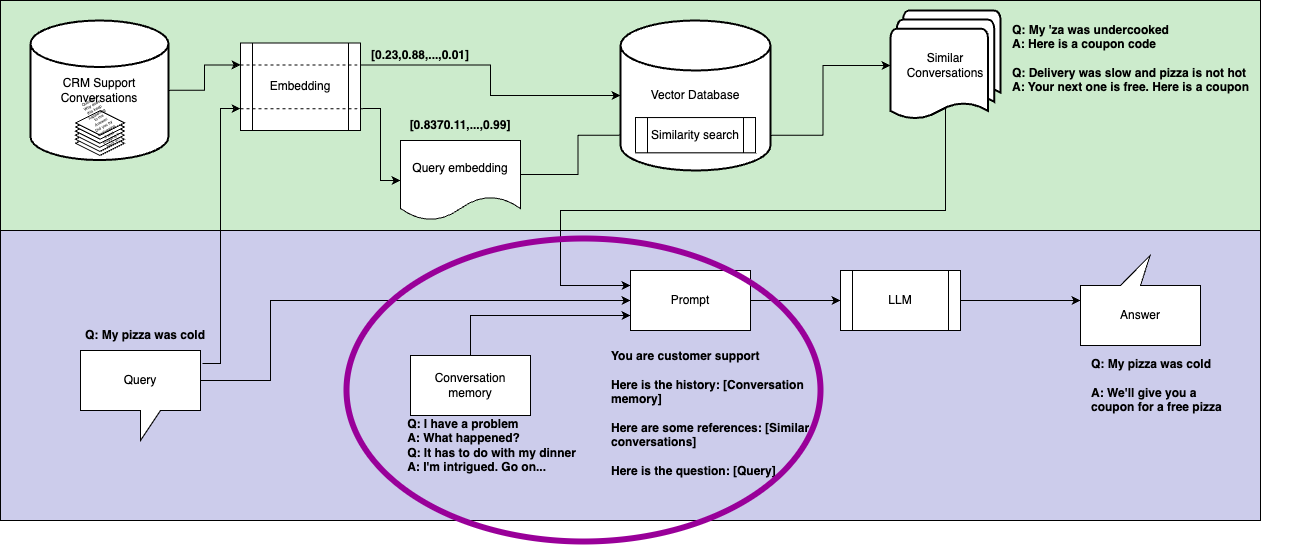 CRM Support
Conversations
Embedding
[0.23,0.88,...,0.01]
[0.8370.11,...,0.99]
Query embedding
Vector Database
Similarity search
Similar
Conversations
Q: My 'za was undercooked
A: Here is a coupon code
Q: Delivery was slow and pizza is not hot
A: Your next one is free. Here is a coupon
Q: My pizza was cold
Query
Conversation
memory
Q: I have a problem
A: What happened?
Q: It has to do with my dinner
A: I'm intrigued. Go on...
Prompt
You are customer support
Here is the history: [Conversation
memory]
Here are some references: [Similar
conversations]
Here is the question: [Query]
LLM
Answer
Q: My pizza was cold
A: We'll give you a
coupon for a free pizza